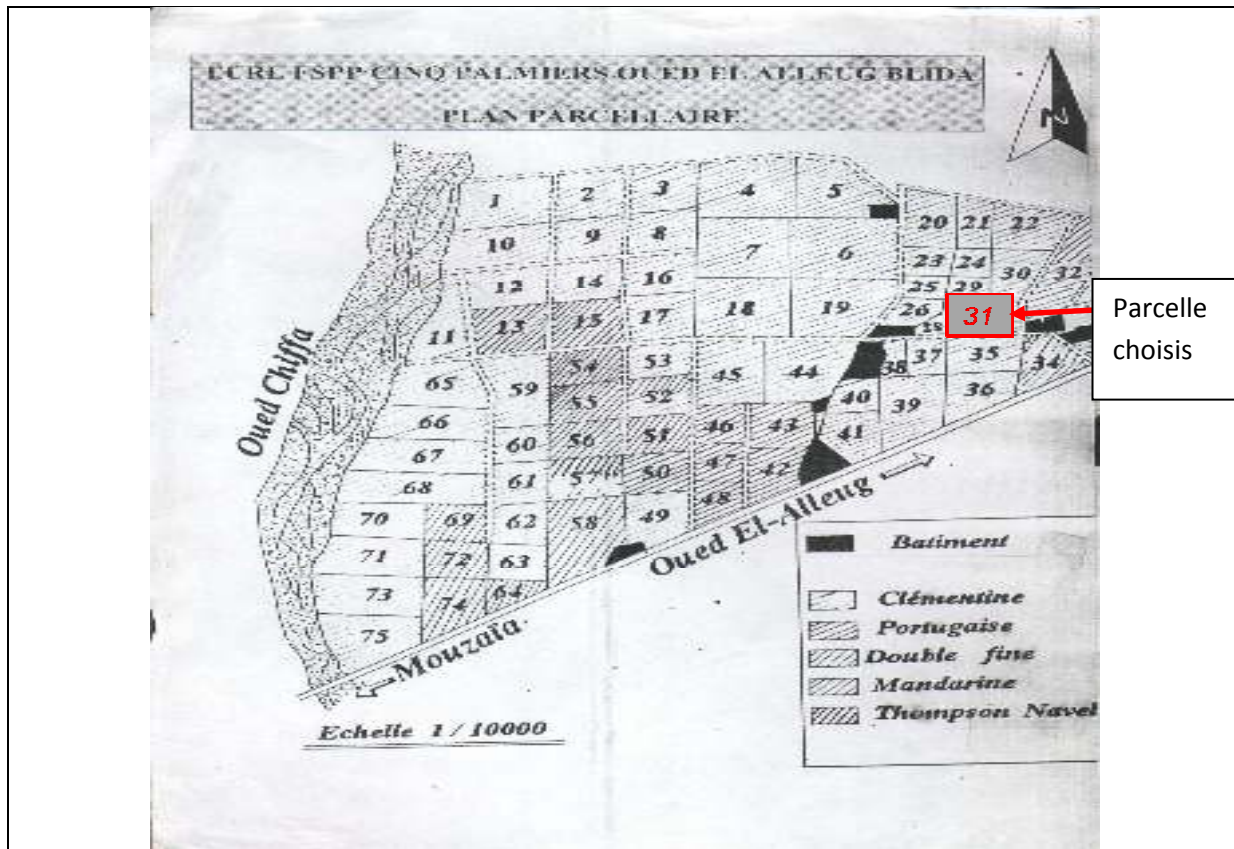 ECRL FSPP CINQ PALMIERS OUED EL ALLEUG BLIDA
PLAN PARCELLAIRE
N
1 2 3 4 5
20 21 22
10 9 8 7 6
23 24 30 32
12 14 16 18 19
25 29
26 31
Parcelle
choisis
11 13 15 17
28
54 53 45 44
38 37 35 34
65 59 55 52
40 39 36
66 60 56 51 46 43
41
67 61 57 50 47 42
68
48
70 69 62 58 49
71 72 63
73 74 64
75
Oued Chiffa
Oued El-Alleug
Mouzaïa
Batiment
Clémentine
Portugaise
Double fine
Mandarine
Thompson Navel
Echelle 1/10000